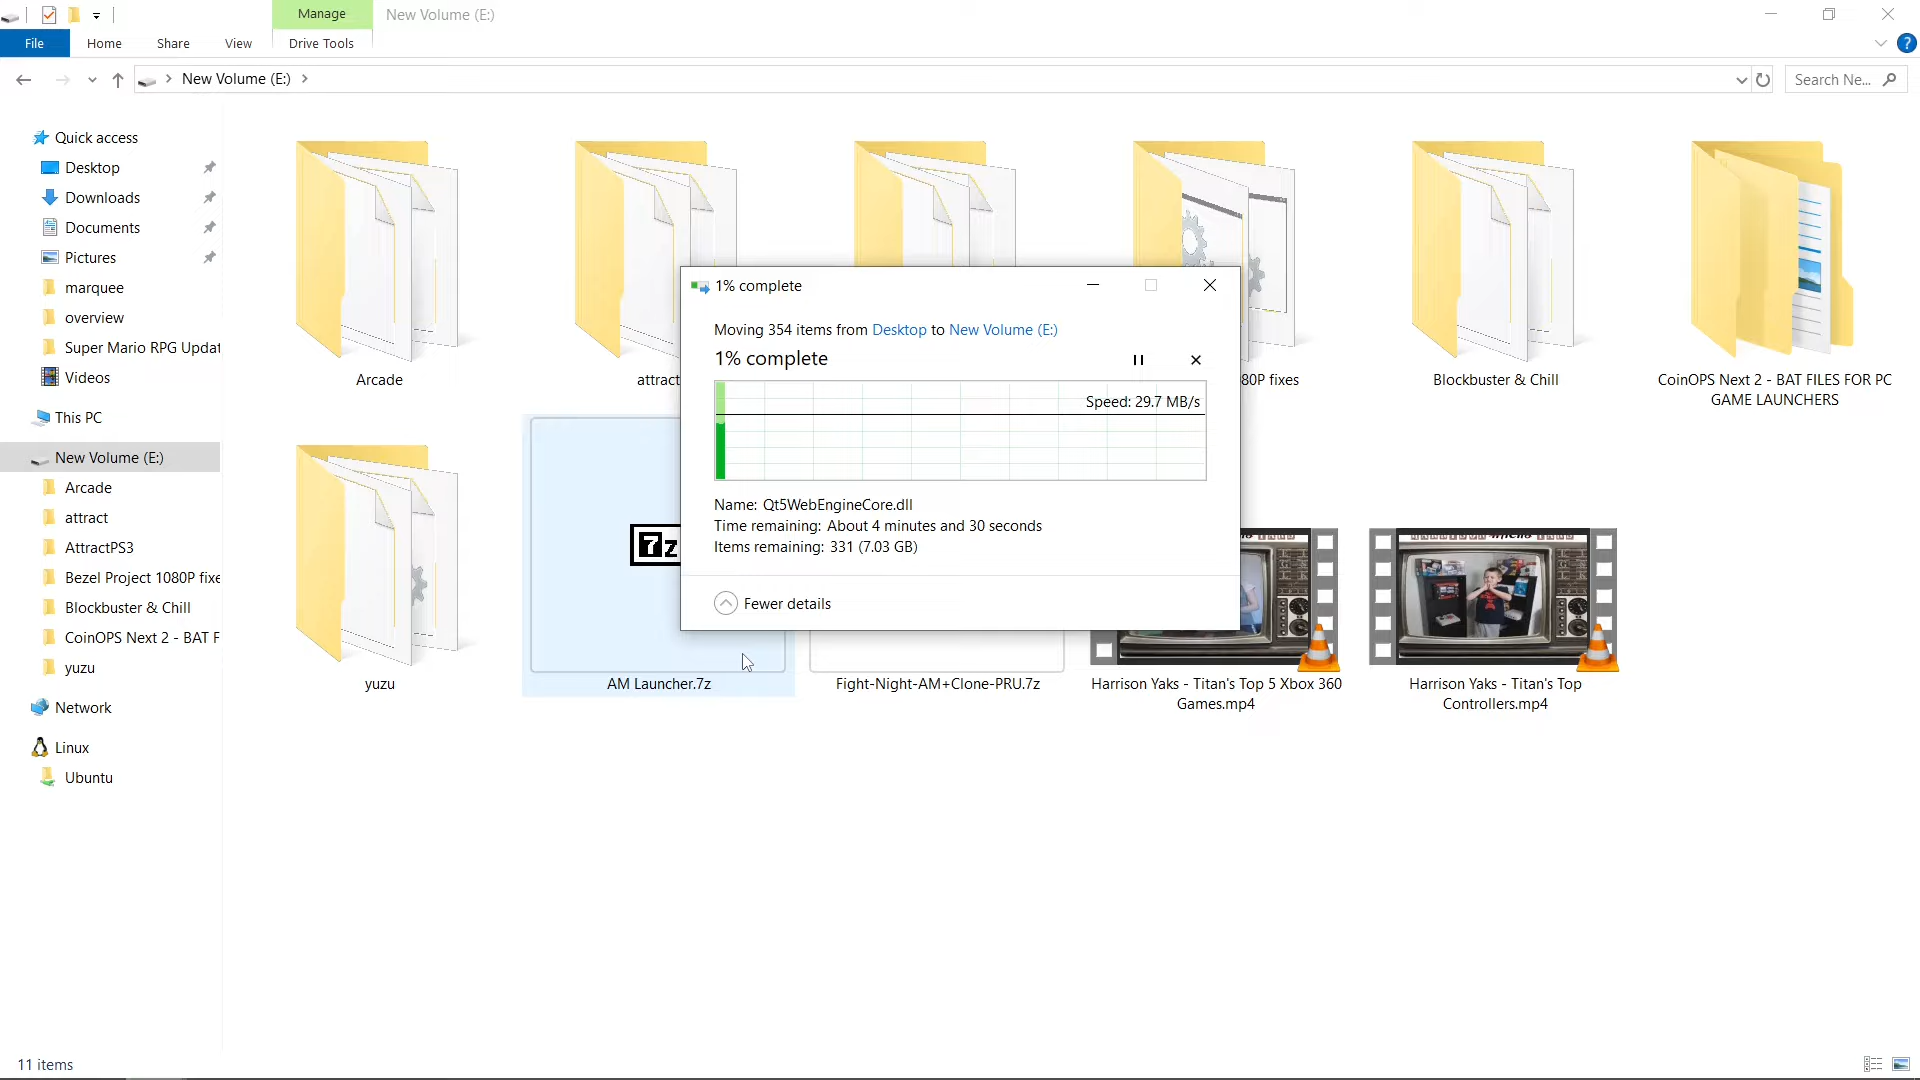 Manage
New Volume (E:)
File
Home
Share
View
Drive Tools
?
New Volume (E:)
Search Ne...
Quick access
Desktop
Downloads
Documents
Pictures
marquee
overview
Super Mario RPG Updat
Videos
This PC
New Volume (E:)
Arcade
attract
AttractPS3
Bezel Project 1080P fixe
Blockbuster & Chill
CoinOPS Next 2 - BAT F
yuzu
Network
Linux
Ubuntu
Arcade
attract
80P fixes
Blockbuster & Chill
CoinOPS Next 2 - BAT FILES FOR PC
GAME LAUNCHERS
1% complete
Moving 354 items from Desktop to New Volume (E:)
1% complete
Speed: 29.7 MB/s
Name: Qt5WebEngineCore.dll
Time remaining: About 4 minutes and 30 seconds
Items remaining: 331 (7.03 GB)
Fewer details
7z
yuzu
AM Launcher.7z
Fight-Night-AM+Clone-PRU.7z
Harrison Yaks - Titan's Top 5 Xbox 360
Games.mp4
Harrison Yaks - Titan's Top
Controllers.mp4
11 items